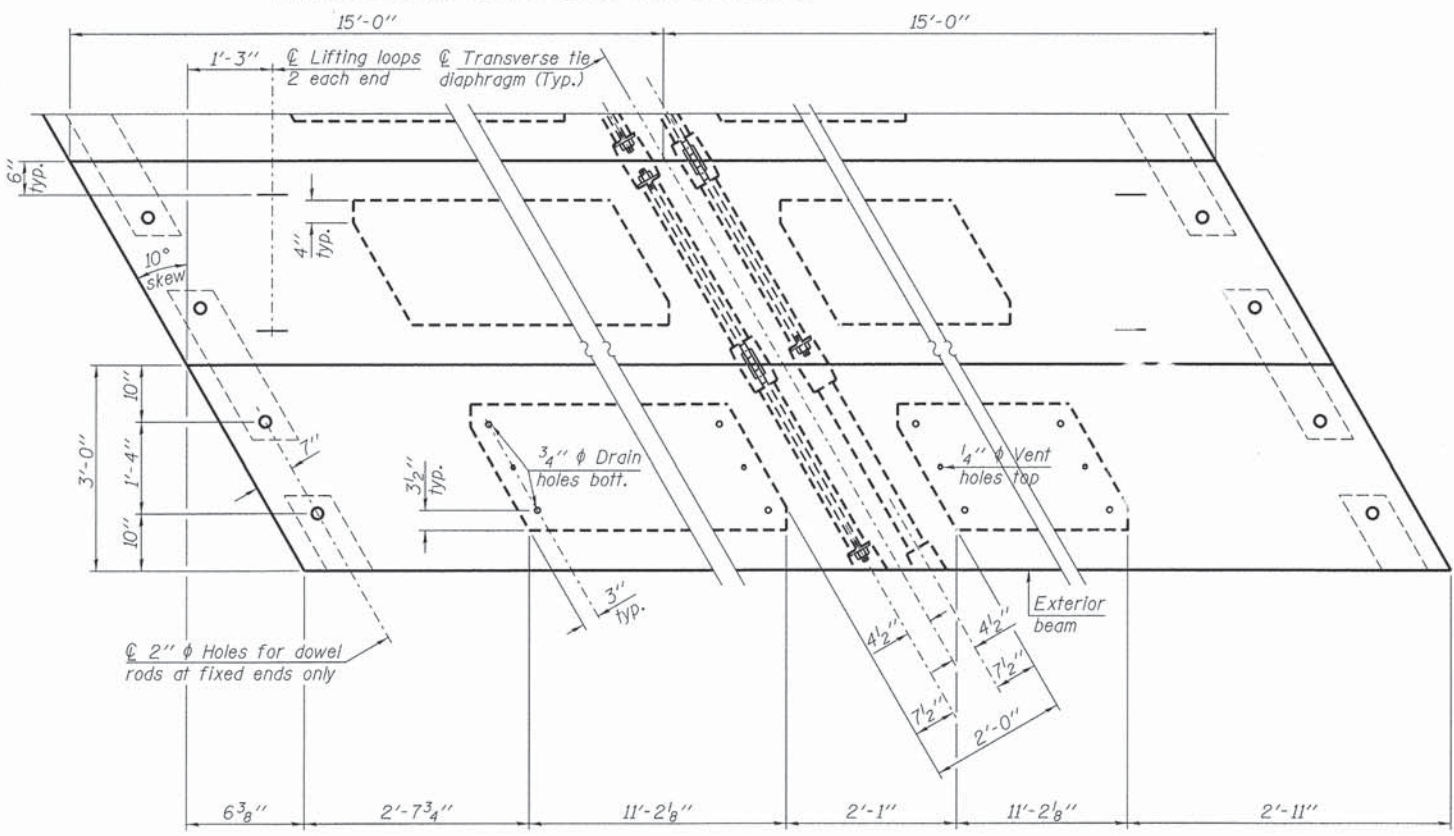 15'-0"
15'-0"
1'-3"
℄ Lifting loops
2 each end
℄ Transverse tie
diaphragm (Typ.)
6"
typ.
4"
typ.
10°
skew
3'-0"
10"
1'-4"
10"
7"
3½"
typ.
¾" ϕ Drain
holes bott.
¼" ϕ Vent
holes top
3"
typ.
℄ 2" ϕ Holes for dowel
rods at fixed ends only
Exterior
beam
4½"
4½"
7½"
7½"
2'-0"
6⅜"
2'-7¾"
11'-2⅛"
2'-1"
11'-2⅛"
2'-11"